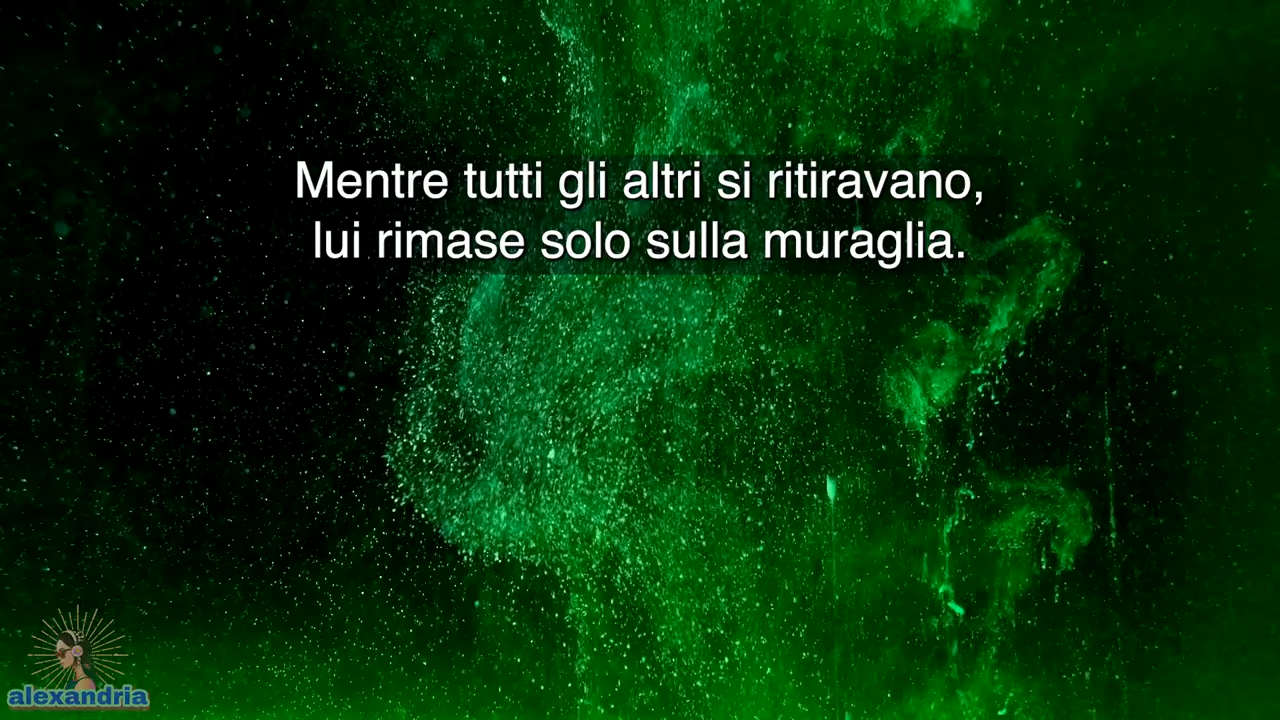 Mentre tutti gli altri si ritiravano,
lui rimase solo sulla muraglia.
alexandria